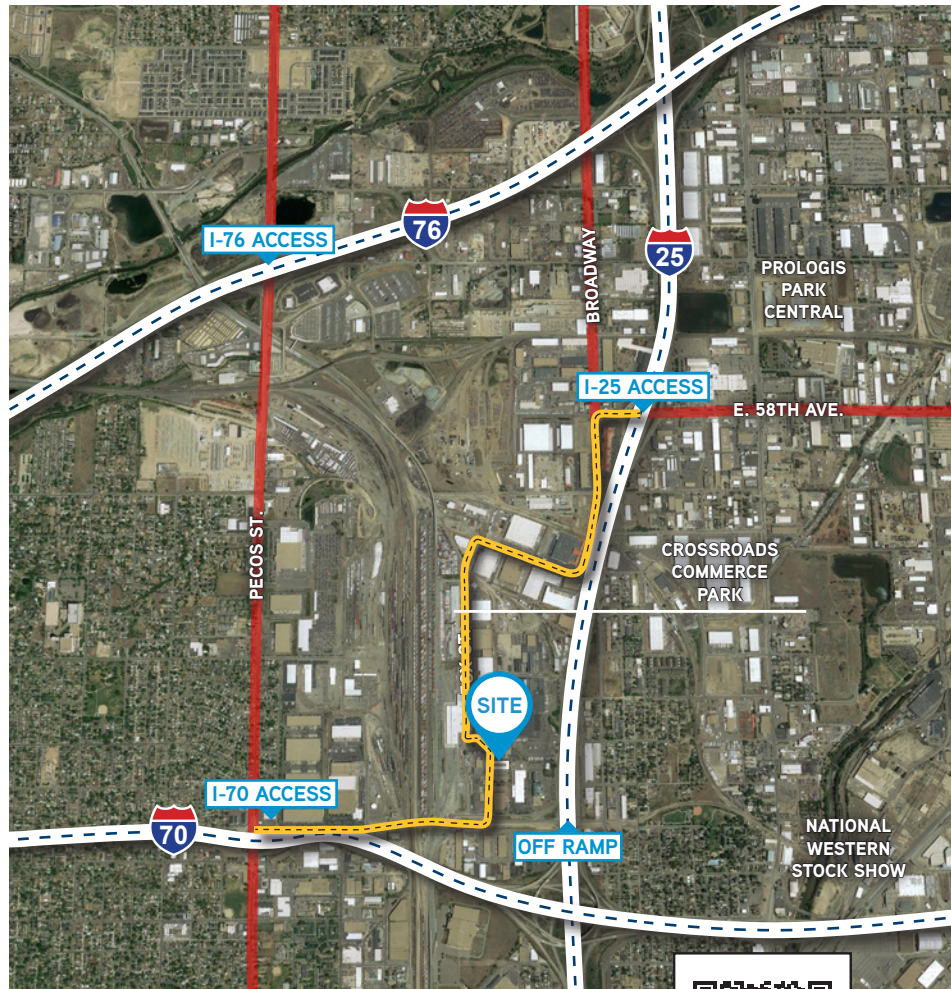 I-76 ACCESS
76
25
BROADWAY
PROLOGIS
PARK
CENTRAL
I-25 ACCESS
E. 58TH AVE.
PECOS ST.
CROSSROADS
COMMERCE
PARK
ST.
SITE
I-70 ACCESS
70
OFF RAMP
NATIONAL
WESTERN
STOCK SHOW